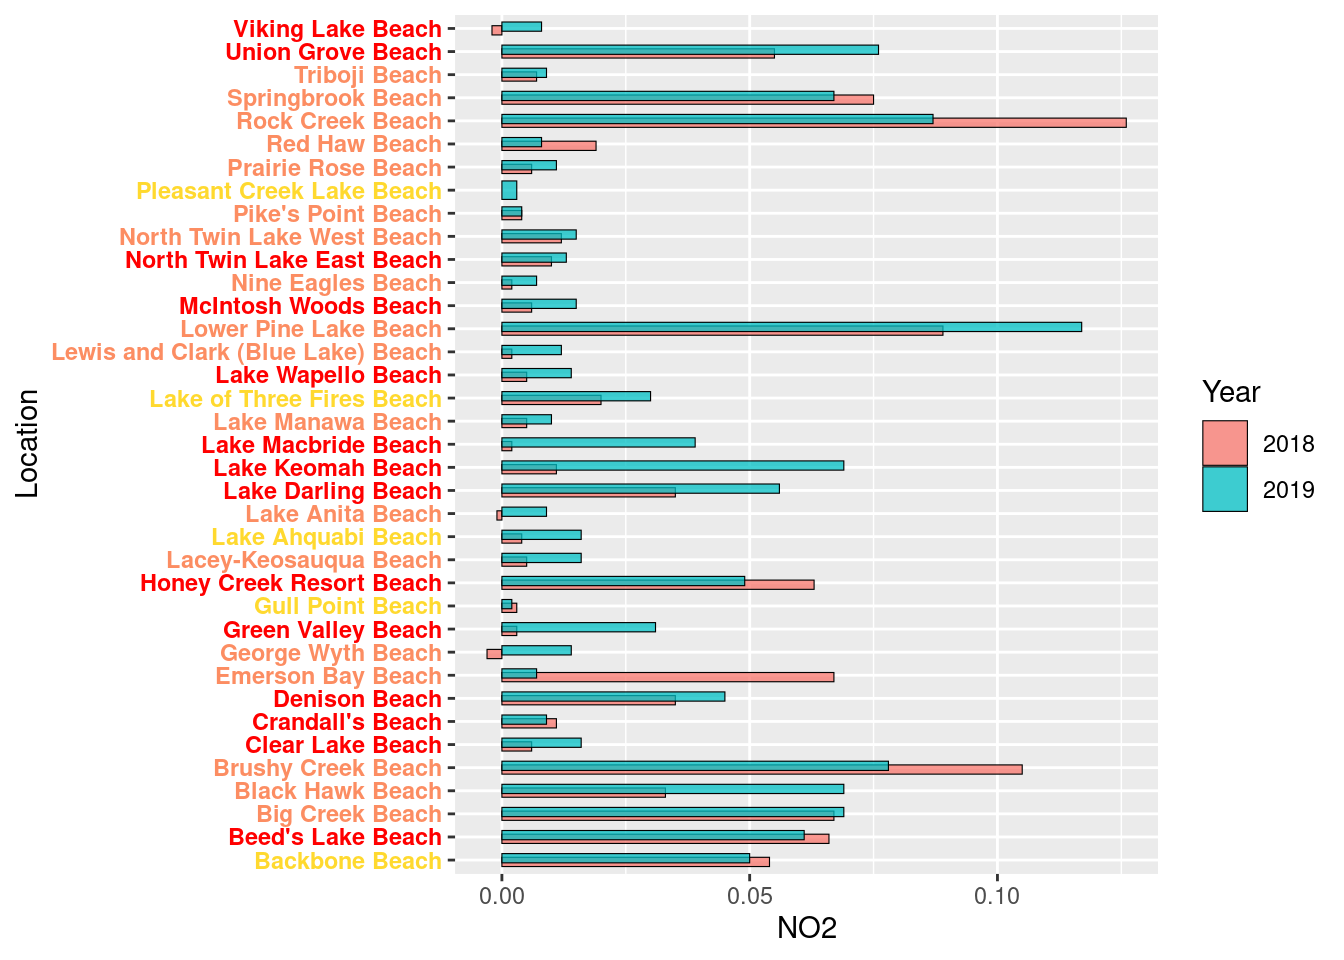 Viking Lake Beach
Union Grove Beach
Triboji Beach
Springbrook Beach
Rock Creek Beach
Red Haw Beach
Prairie Rose Beach
Pleasant Creek Lake Beach
Pike's Point Beach
North Twin Lake West Beach
North Twin Lake East Beach
Nine Eagles Beach
McIntosh Woods Beach
Lower Pine Lake Beach
Lewis and Clark (Blue Lake) Beach
Lake Wapello Beach
Lake of Three Fires Beach
Lake Manawa Beach
Lake Macbride Beach
Lake Keomah Beach
Lake Darling Beach
Lake Anita Beach
Lake Ahquabi Beach
Lacey-Keosauqua Beach
Honey Creek Resort Beach
Gull Point Beach
Green Valley Beach
George Wyth Beach
Emerson Bay Beach
Denison Beach
Crandall's Beach
Clear Lake Beach
Brushy Creek Beach
Black Hawk Beach
Big Creek Beach
Beed's Lake Beach
Backbone Beach
Location
0.00 0.05 0.10
NO2
Year
2018
2019